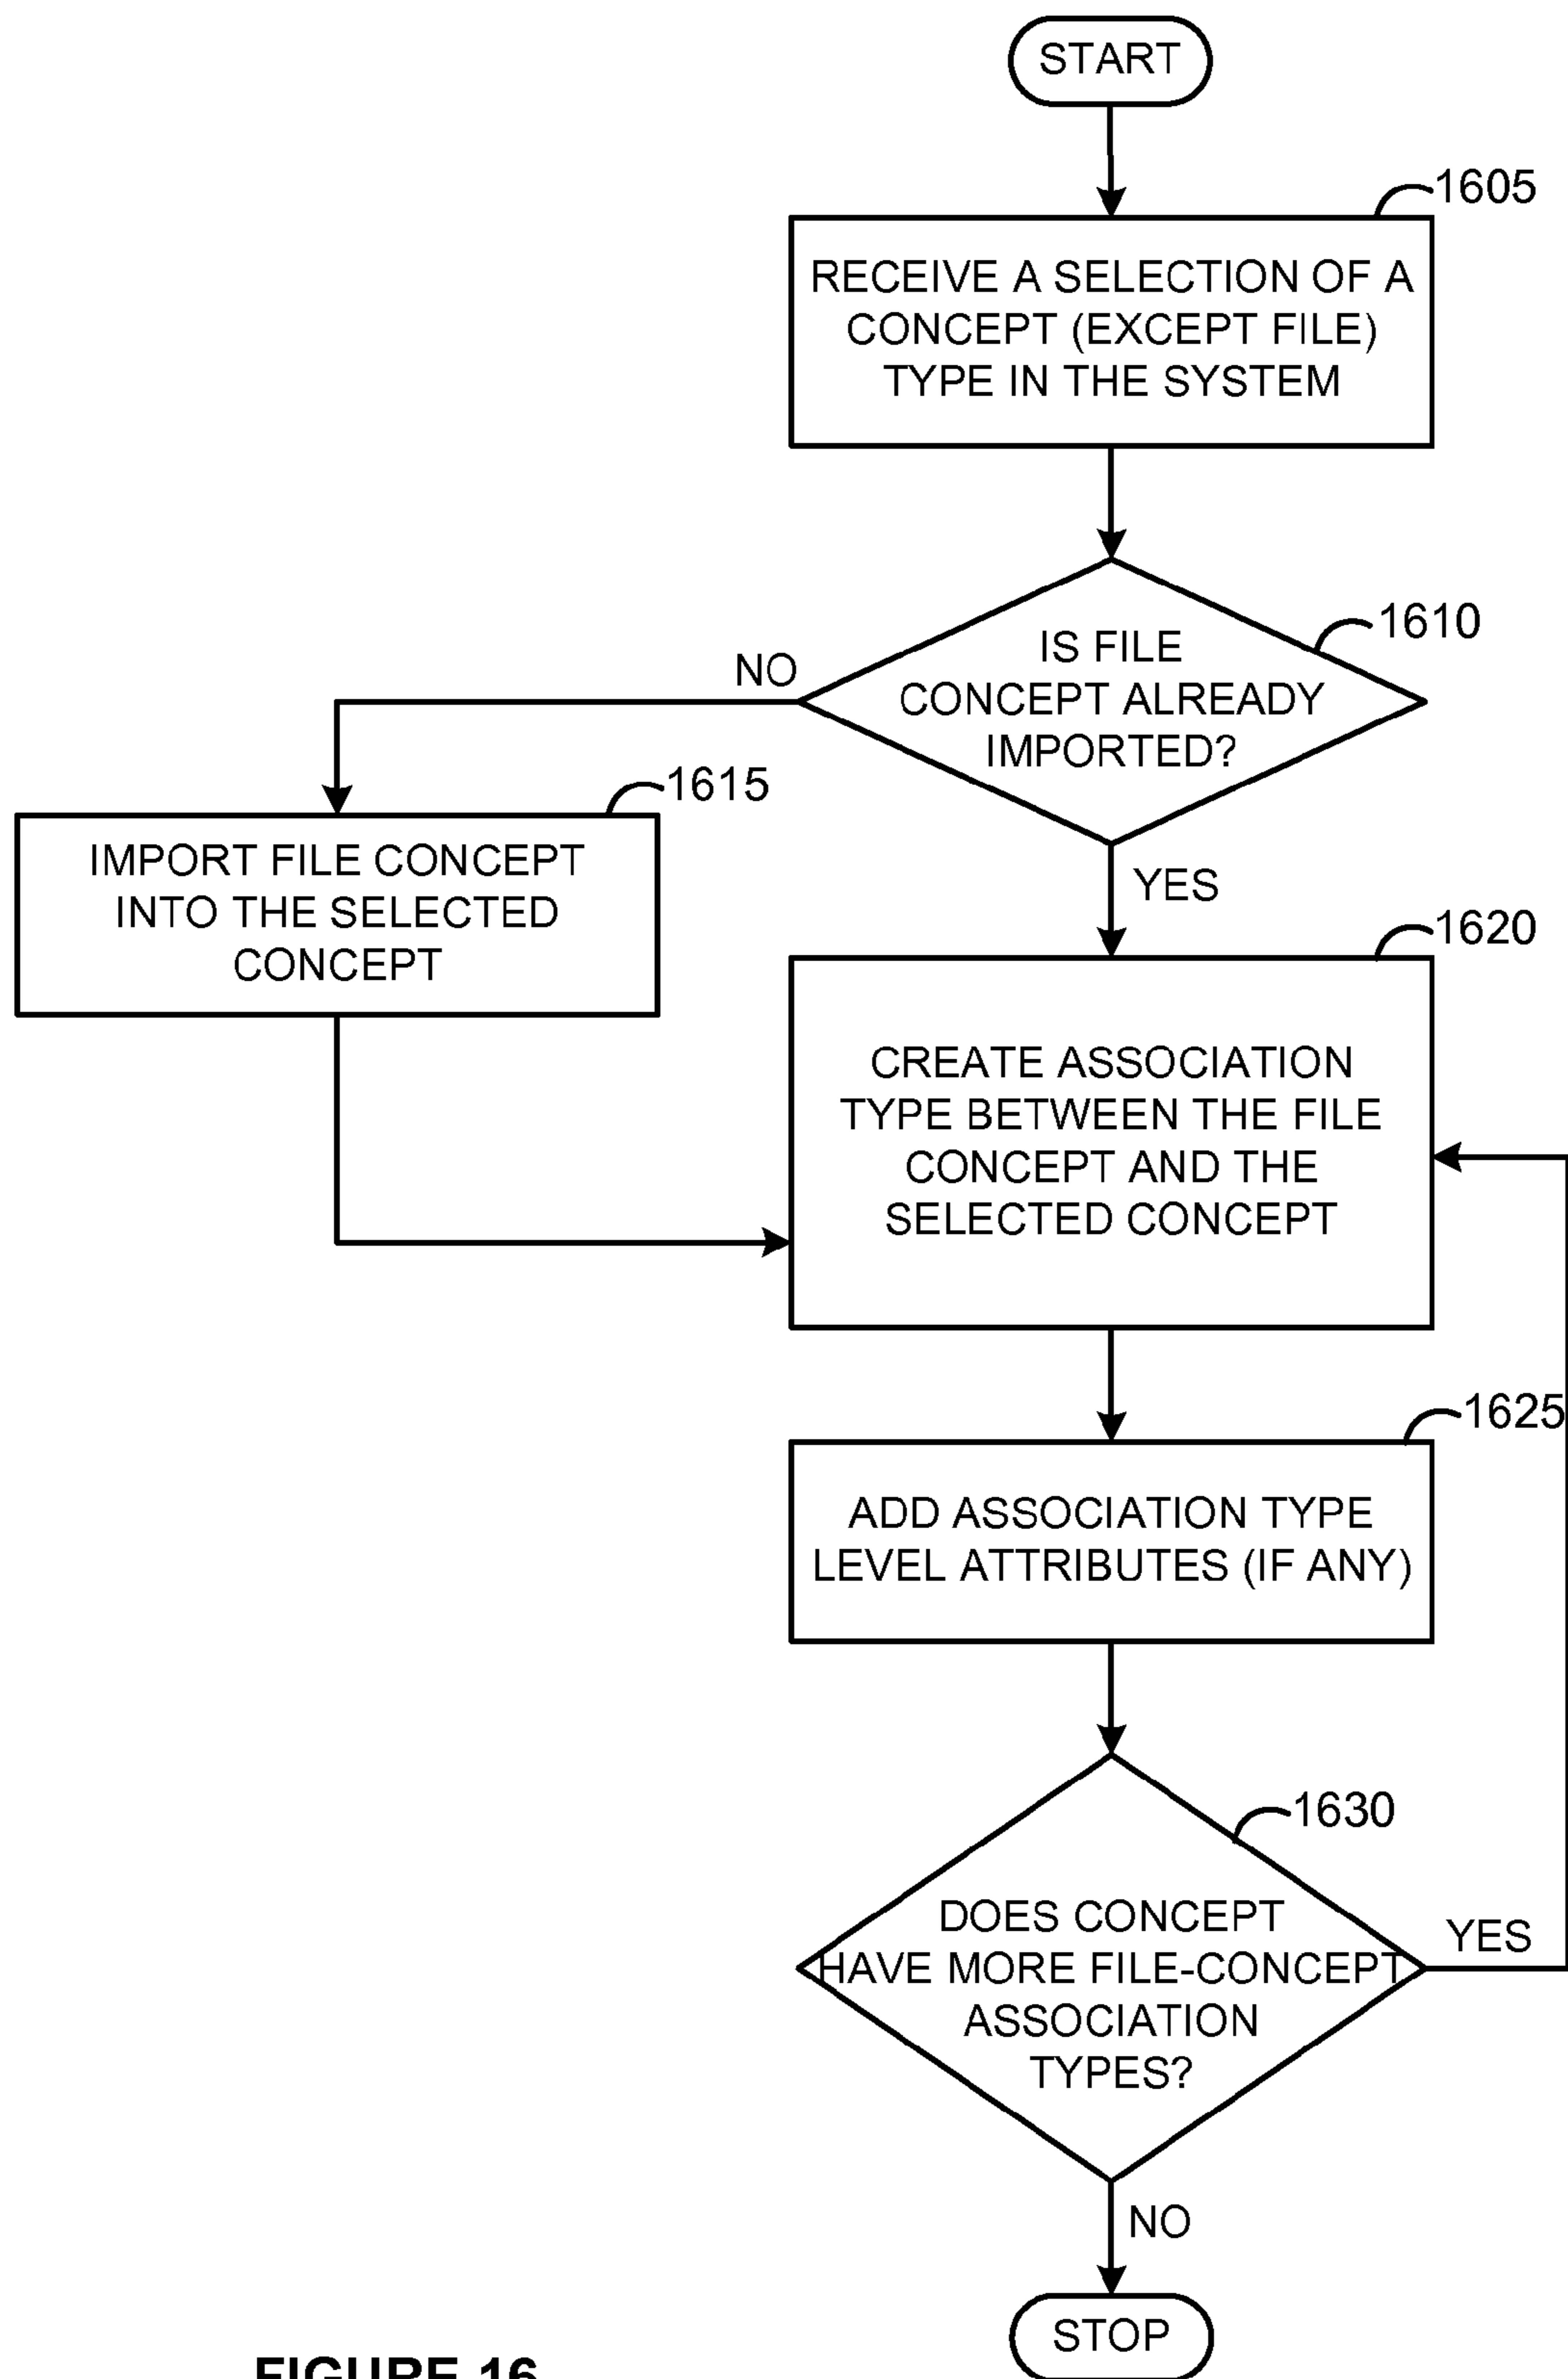 START
1605
RECEIVE A SELECTION OF A
CONCEPT (EXCEPT FILE)
TYPE IN THE SYSTEM
1610
IS FILE
CONCEPT ALREADY
IMPORTED?
NO
1615
IMPORT FILE CONCEPT
INTO THE SELECTED
CONCEPT
YES
1620
CREATE ASSOCIATION
TYPE BETWEEN THE FILE
CONCEPT AND THE
SELECTED CONCEPT
1625
ADD ASSOCIATION TYPE
LEVEL ATTRIBUTES (IF ANY)
1630
DOES CONCEPT
HAVE MORE FILE-CONCEPT
ASSOCIATION
TYPES?
YES
NO
STOP
FIGURE 16